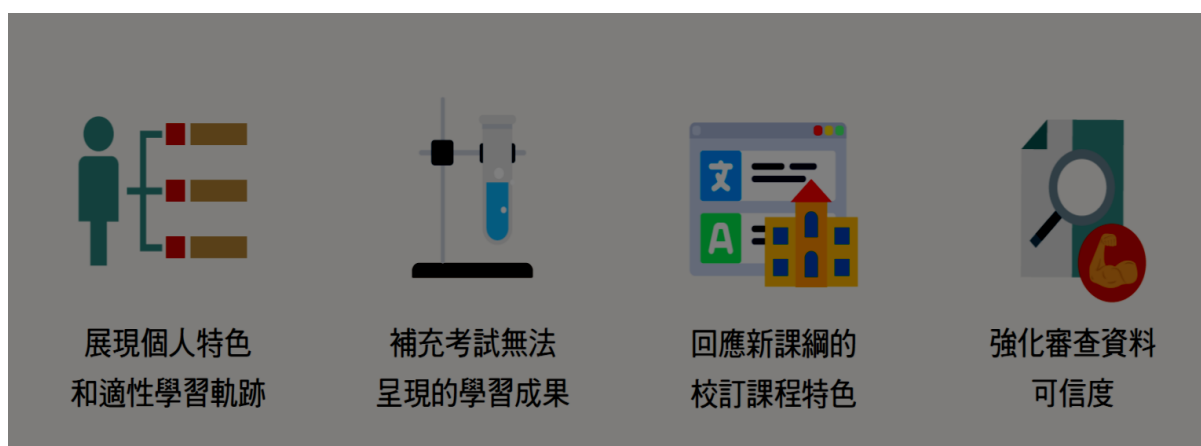 文
A
展現個人特色
和適性學習軌跡
補充考試無法
呈現的學習成果
回應新課綱的
校訂課程特色
強化審查資料
可信度